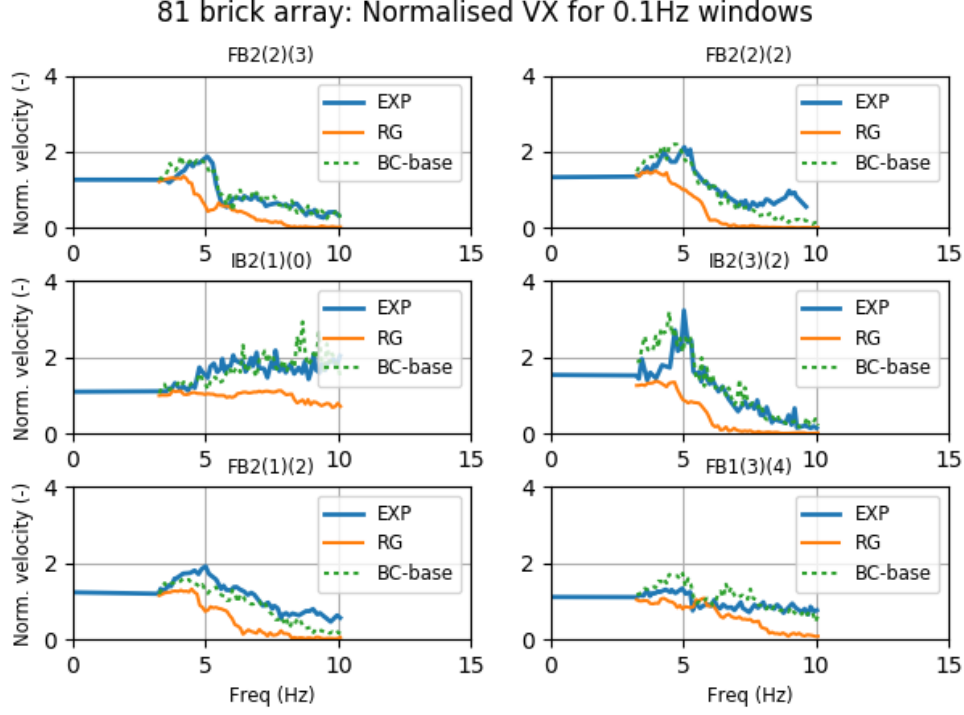 81 brick array: Normalised VX for 0.1Hz windows
FB2(2)(3)
FB2(2)(2)
Norm. velocity (-)
4
2
0
EXP
RG
BC-base
0 5 10 15
4
2
0
EXP
RG
BC-base
0 5 10 15
IB2(1)(0)
IB2(3)(2)
Norm. velocity (-)
4
2
0
EXP
RG
BC-base
0 5 10 15
4
2
0
EXP
RG
BC-base
0 5 10 15
FB2(1)(2)
FB1(3)(4)
Norm. velocity (-)
4
2
0
EXP
RG
BC-base
0 5 10 15
Freq (Hz)
4
2
0
EXP
RG
BC-base
0 5 10 15
Freq (Hz)